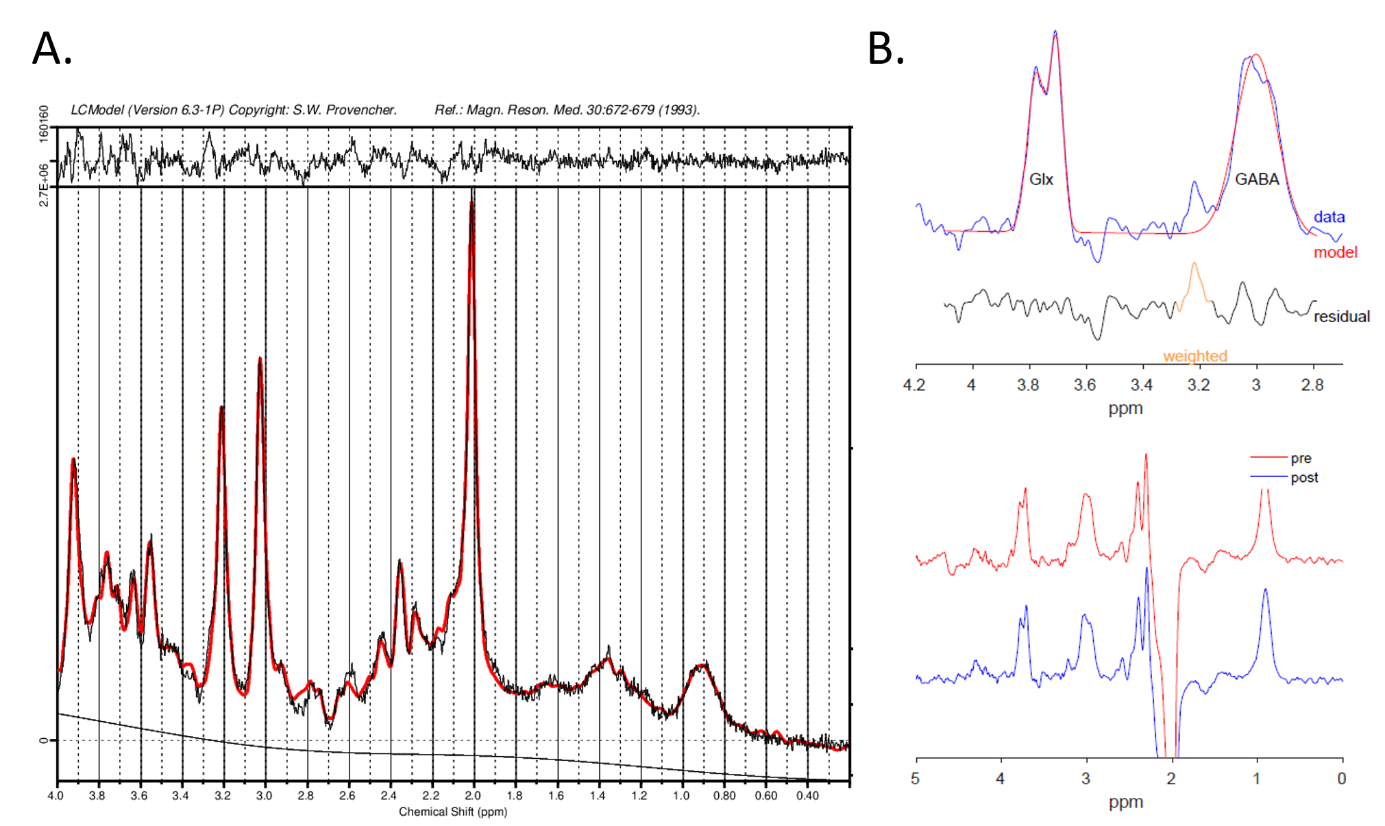 A.
LCModel (Version 6.3-1P) Copyright: S.W. Provencher. Ref.: Magn. Reson. Med. 30:672-679 (1993).
160160
2.7E+06
0
4.0 3.8 3.6 3.4 3.2 3.0 2.8 2.6 2.4 2.2 2.0 1.8 1.6 1.4 1.2 1.0 0.80 0.60 0.40
Chemical Shift (ppm)
B.
Glx
GABA
data
model
residual
weighted
4.2 4 3.8 3.6 3.4 3.2 3 2.8
ppm
pre
post
5 4 3 2 1 0
ppm